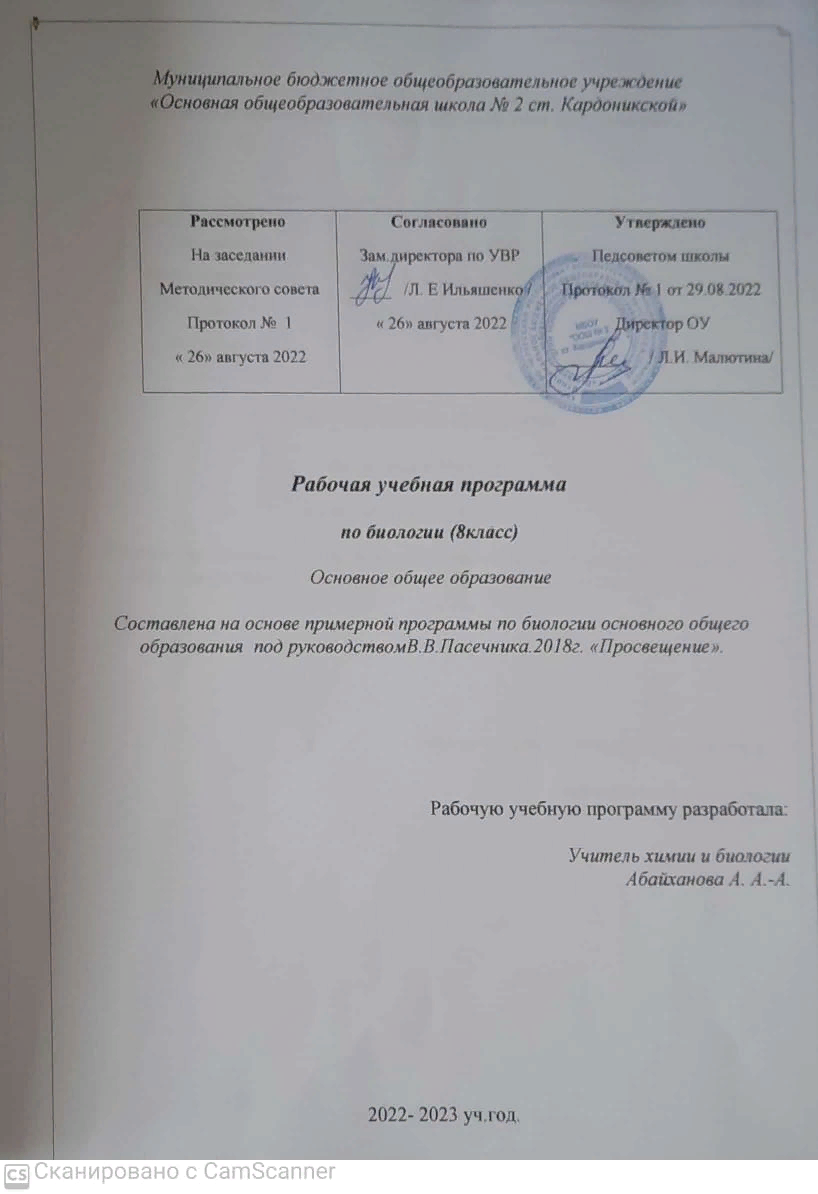 Муниципальное бюджетное общеобразовательное учреждение
«Основная общеобразовательная школа № 2 ст. Кардоникской»
Рассмотрено
На заседании
Методического совета
Протокол № 1
« 26» августа 2022
Согласовано
Зам.директора по УВР
/Л. Е Ильяшенко /
« 26» августа 2022
Утверждено
Педсоветом школы
Протокол № 1 от 29.08.2022
Директор ОУ
/ Л.И. Малютина/
Рабочая учебная программа
по биологии (8класс)
Основное общее образование
Составлена на основе примерной программы по биологии основного общего
образования под руководствомВ.В.Пасечника.2018г. «Просвещение».
Рабочую учебную программу разработала:
Учитель химии и биологии
Абайханова А. А.-А.
2022- 2023 уч.год.
CS Сканировано с CamScanner